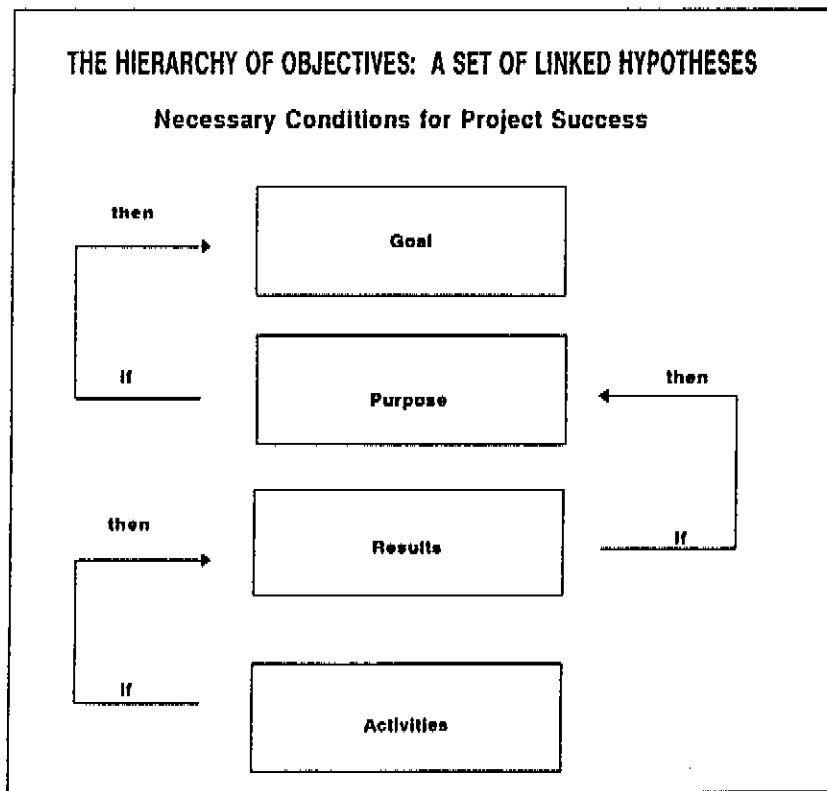 THE HIERARCHY OF OBJECTIVES: A SET OF LINKED HYPOTHESES
Necessary Conditions for Project Success
then
Goal
If
Purpose
then
then
Results
If
If
Activities